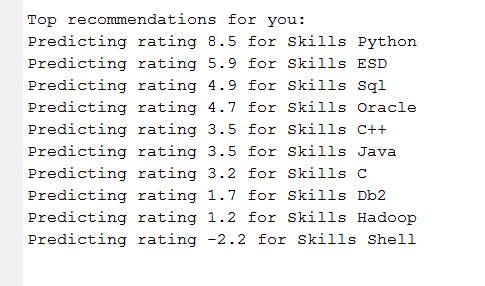 Top recommendations for you:
Predicting rating 8.5 for Skills Python
Predicting rating 5.9 for Skills ESD
Predicting rating 4.9 for Skills Sql
Predicting rating 4.7 for Skills Oracle
Predicting rating 3.5 for Skills C++
Predicting rating 3.5 for Skills Java
Predicting rating 3.2 for Skills C
Predicting rating 1.7 for Skills Db2
Predicting rating 1.2 for Skills Hadoop
Predicting rating -2.2 for Skills Shell